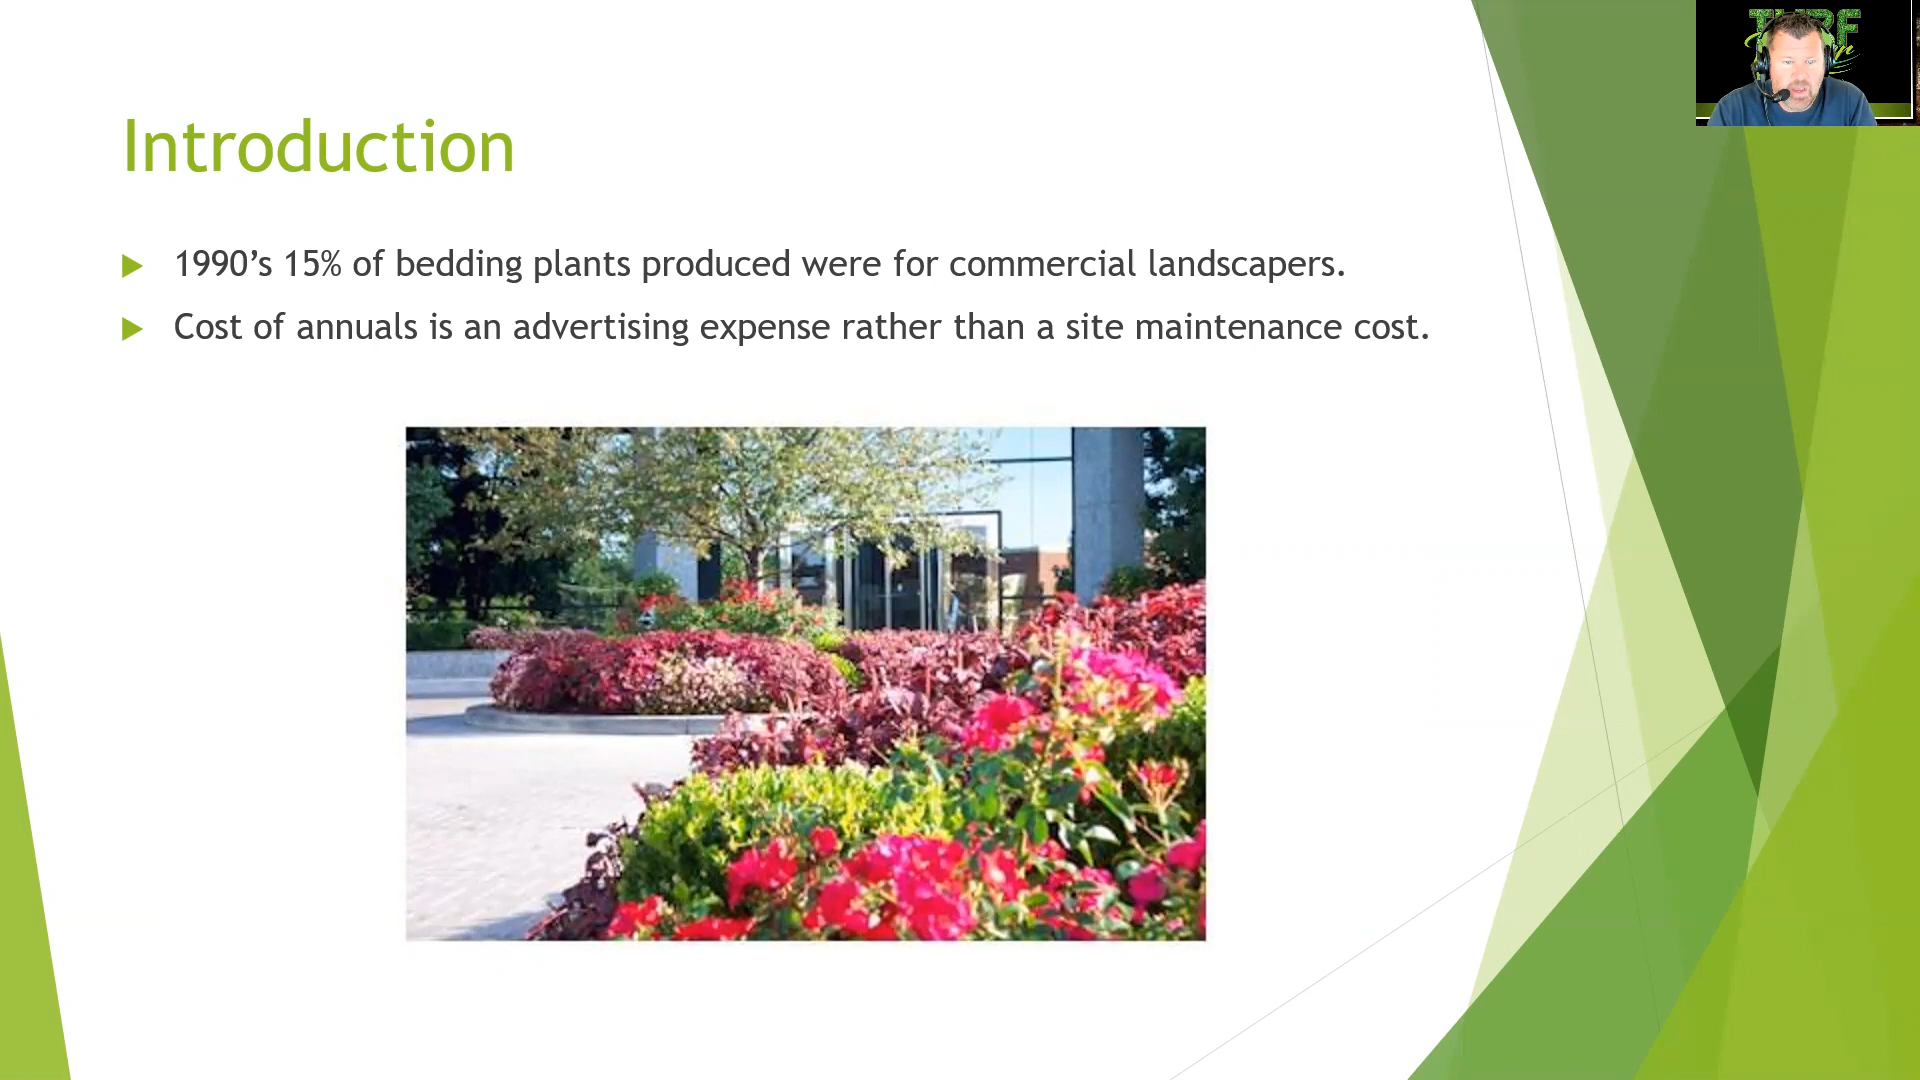 Introduction
1990’s 15% of bedding plants produced were for commercial landscapers.
Cost of annuals is an advertising expense rather than a site maintenance cost.